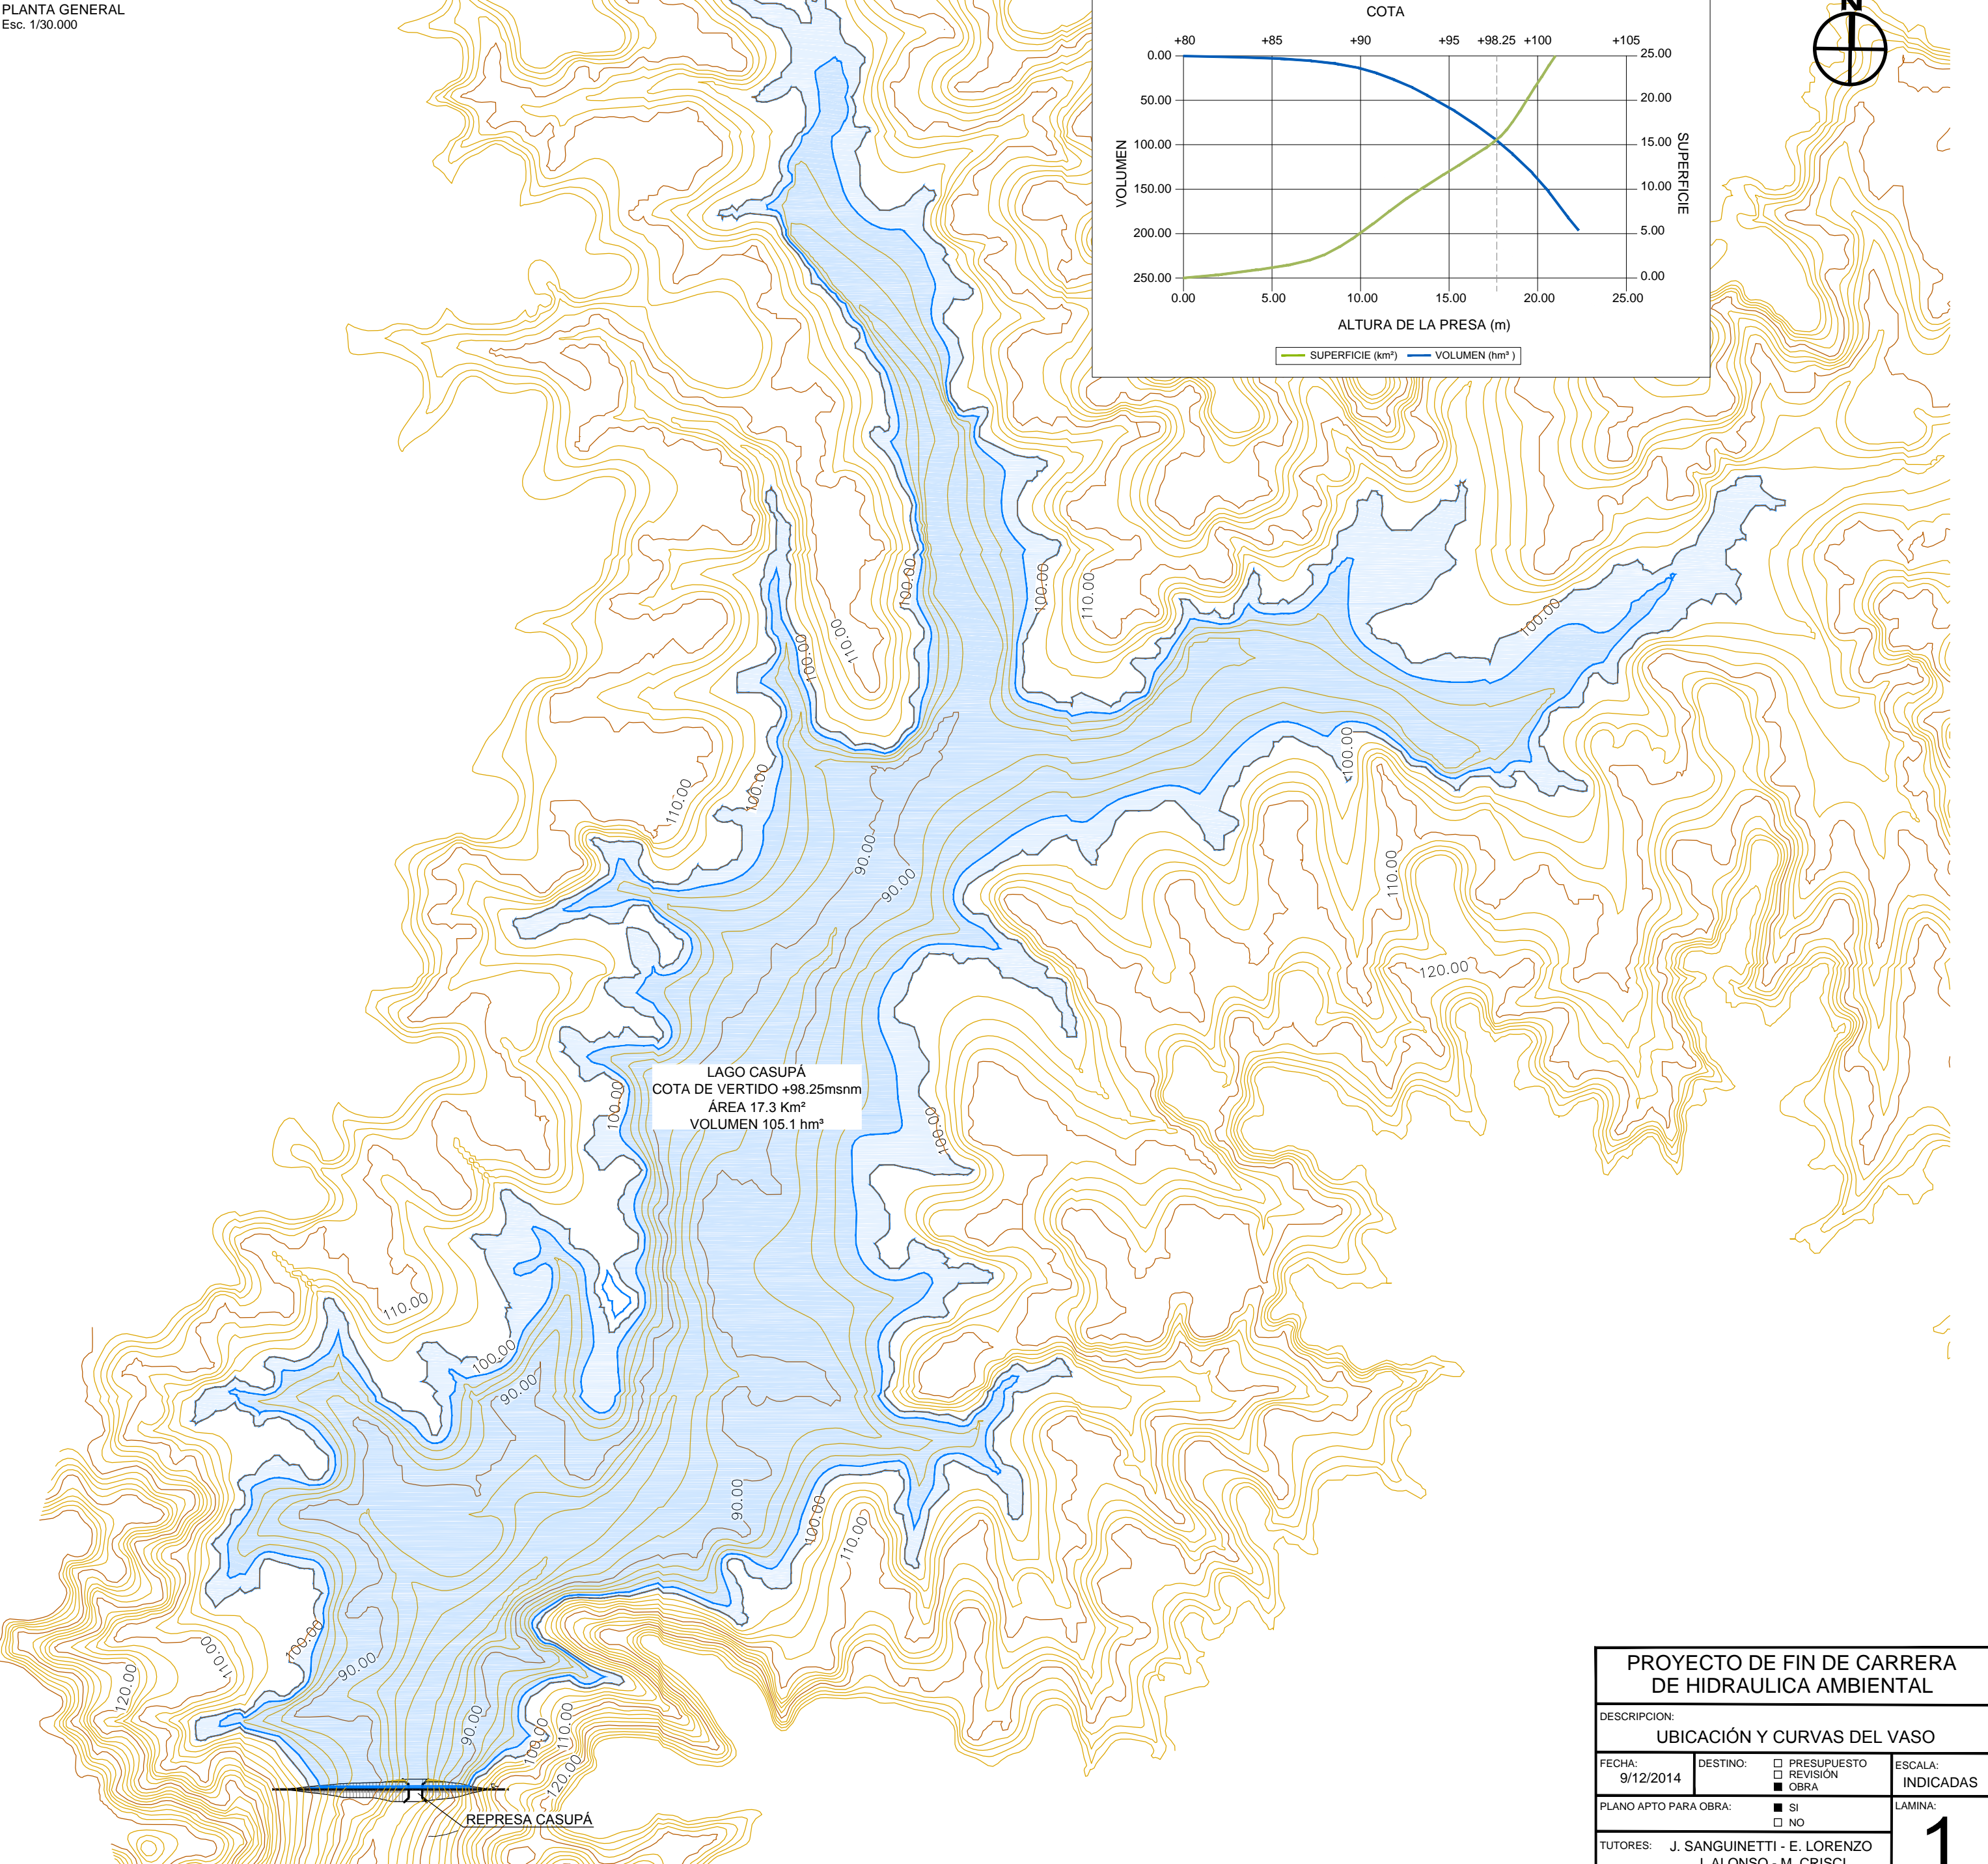 PLANTA GENERAL
Esc. 1/30.000
COTA
+80 +85 +90 +95 +98.25 +100 +105
0.00 25.00
50.00 20.00
100.00 15.00
150.00 10.00
200.00 5.00
250.00 0.00
VOLUMEN
SUPERFICIE
0.00 5.00 10.00 15.00 20.00 25.00
ALTURA DE LA PRESA (m)
SUPERFICIE (km²) VOLUMEN (hm³ )
N
100.00
100.00
110.00
100.00
110.00
100.00
100.00
110.00
100.00
90.00
90.00
110.00
120.00
LAGO CASUPÁ
COTA DE VERTIDO +98.25msnm
ÁREA 17.3 Km²
VOLUMEN 105.1 hm³
100.00
100.00
110.00
100.00
90.00
90.00
100.00
110.00
100.00
110.00
90.00
120.00
90.00
100.00
110.00
120.00
REPRESA CASUPÁ
PROYECTO DE FIN DE CARRERA
DE HIDRAULICA AMBIENTAL
DESCRIPCION:
UBICACIÓN Y CURVAS DEL VASO
FECHA:
9/12/2014
DESTINO:
PRESUPUESTO
REVISIÓN
OBRA
ESCALA:
INDICADAS
PLANO APTO PARA OBRA:
SI
NO
LAMINA:
1
TUTORES: J. SANGUINETTI - E. LORENZO
J. ALONSO - M. CRISCI